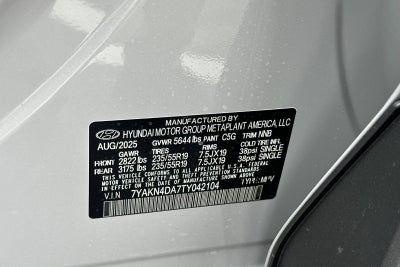 MANUFACTURED BY
HYUNDAI MOTOR GROUP METAPLANT AMERICA, LLC
AUG/2025 GVWR 5644 lbs PAINT C5G TRIM NNB
GAWR TIRES RIMS COLD TIRE INFL
FRONT 2822 lbs 235/55R19 7.5JX19 38psi SINGLE
REAR 3175 lbs 235/55R19 7.5JX19 38psi SINGLE
THIS VEHICLE CONFORMS TO ALL APPLICABLE FEDERAL MOTOR
VEHICLE SAFETY, BUMPER, AND THEFT PREVENTION STANDARDS
IN EFFECT ON THE DATE OF MANUFACTURE SHOWN ABOVE.
V.I.N 7YAKN4DA7TY042104 TYPE MPV